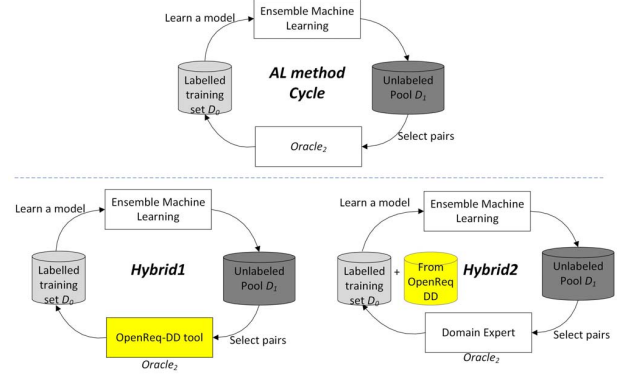 Learn a model
Ensemble Machine
Learning
AL method
Cycle
Labelled
training
set D0
Unlabeled
Pool D1
Select pairs
Oracle2
Learn a model
Ensemble Machine
Learning
Hybrid1
Labelled
training
set D0
Unlabeled
Pool D1
OpenReq-DD tool
Select pairs
Oracle2
Learn a model
Ensemble Machine
Learning
Labelled
training
set D0
+
From
OpenReq
DD
Hybrid2
Unlabeled
Pool D1
Domain Expert
Select pairs
Oracle2